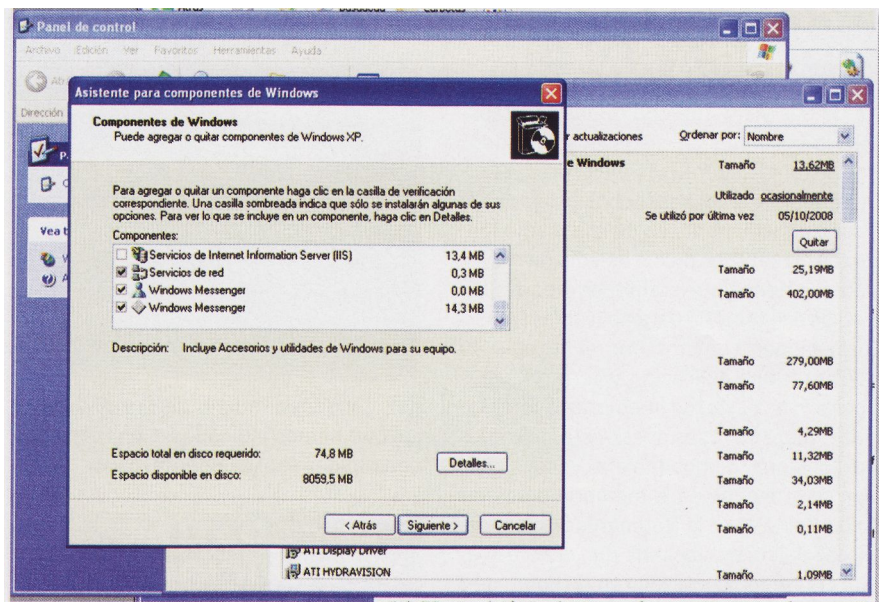 Panel de control
Archivo Edición Ver Favoritos Herramientas Ayuda
Dirección
Vea t
Asistente para componentes de Windows
Componentes de Windows
Puede agregar o quitar componentes de Windows XP.
Para agregar o quitar un componente haga clic en la casilla de verificación
correspondiente. Una casilla sombreada indica que sólo se instalarán algunas de sus
opciones. Para ver lo que se incluye en un componente, haga clic en Detalles.
Componentes:
Servicios de Internet Information Server (IIS) 13,4 MB
Servicios de red 0,3 MB
Windows Messenger 0,0 MB
Windows Messenger 14,3 MB
Descripción: Incluye Accesorios y utilidades de Windows para su equipo.
Espacio total en disco requerido: 74,8 MB
Espacio disponible en disco: 8059,5 MB
Detalles...
< Atrás Siguiente > Cancelar
r actualizaciones Ordenar por: Nombre
e Windows Tamaño 13,62MB
Utilizado ocasionalmente
Se utilizó por última vez 05/10/2008
Quitar
Tamaño 25,19MB
Tamaño 402,00MB
Tamaño 279,00MB
Tamaño 77,60MB
Tamaño 4,29MB
Tamaño 11,32MB
Tamaño 34,03MB
Tamaño 2,14MB
Tamaño 0,11MB
ATI Display Driver
ATI HYDRAVISION Tamaño 1,09MB